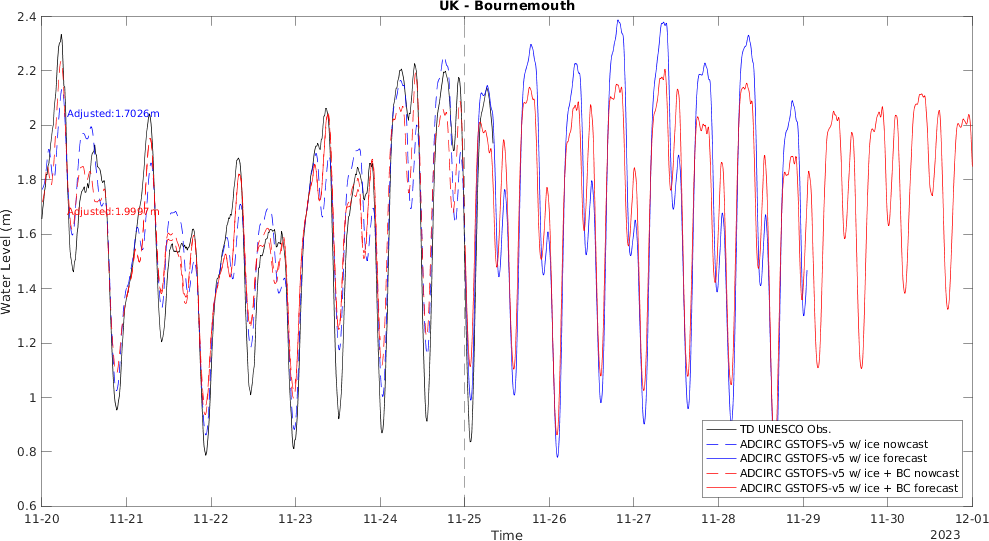 UK - Bournemouth
2.4
2.2
2
1.8
1.6
1.4
1.2
1
0.8
0.6
Water Level (m)
Adjusted:1.7026m
Adjusted:1.9997m
TD UNESCO Obs.
ADCIRC GSTOFS-v5 w/ ice nowcast
ADCIRC GSTOFS-v5 w/ ice forecast
ADCIRC GSTOFS-v5 w/ ice + BC nowcast
ADCIRC GSTOFS-v5 w/ ice + BC forecast
11-20 11-21 11-22 11-23 11-24 11-25 11-26 11-27 11-28 11-29 11-30 12-01
Time
2023